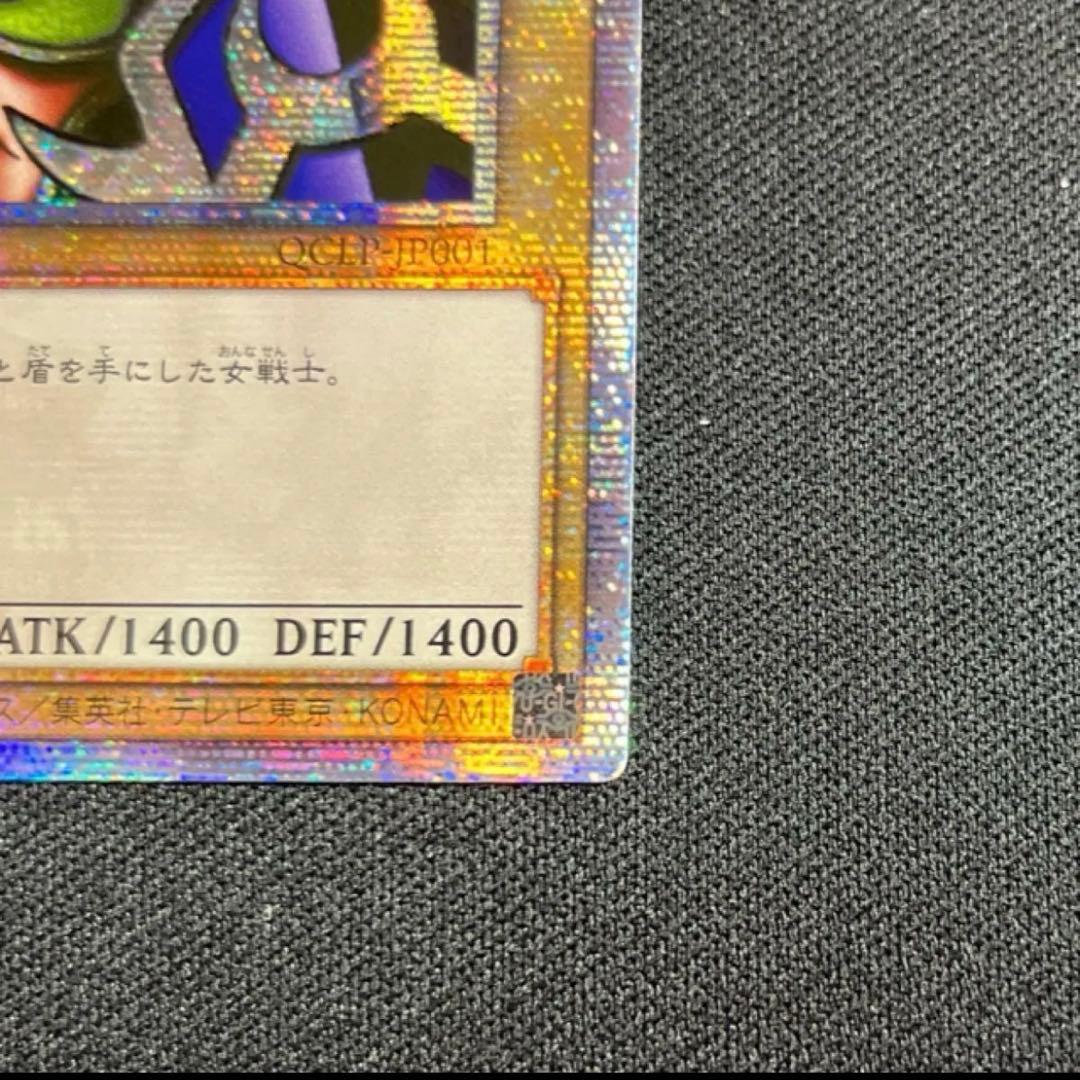 QCLP-JP001
と盾を手にした女戦士。
ATK/1400 DEF/1400
ス／集英社・テレビ東京・KONAMI